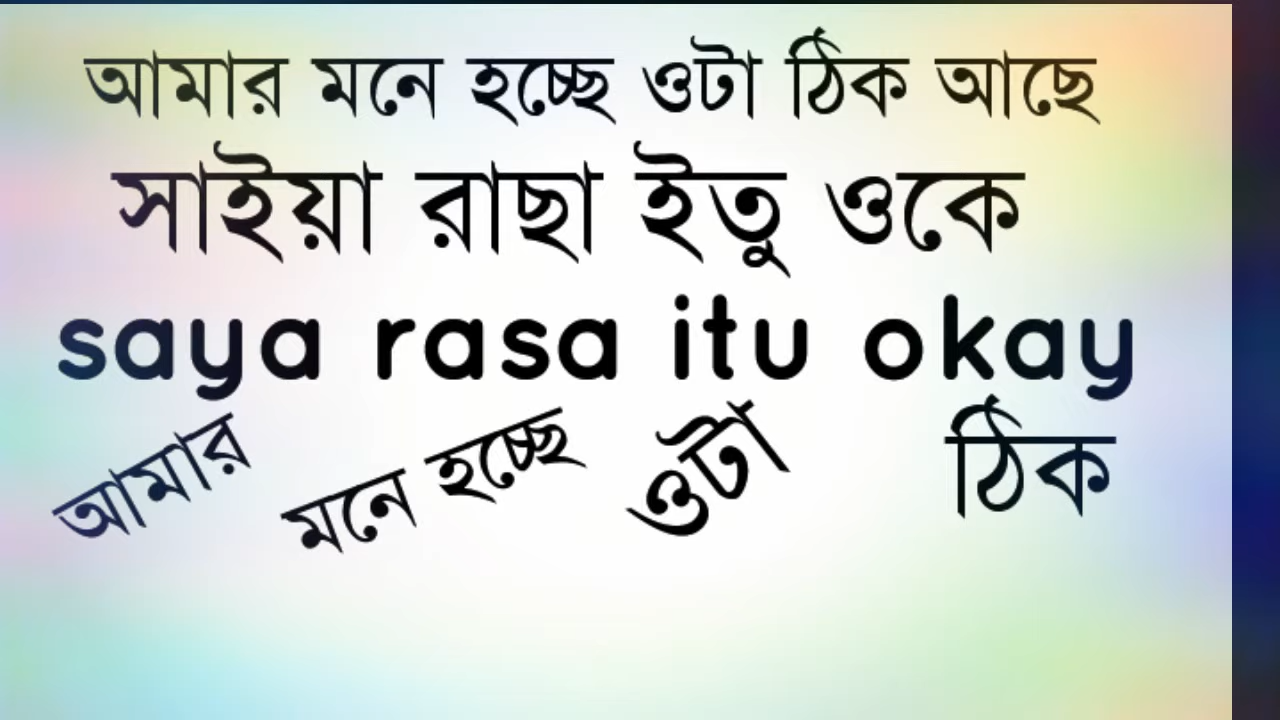 আমার মনে হচ্ছে ওটা ঠিক আছে
সাইয়া রাছা ইতু ওকে
saya rasa itu okay
আমার মনে হচ্ছে ওটা ঠিক